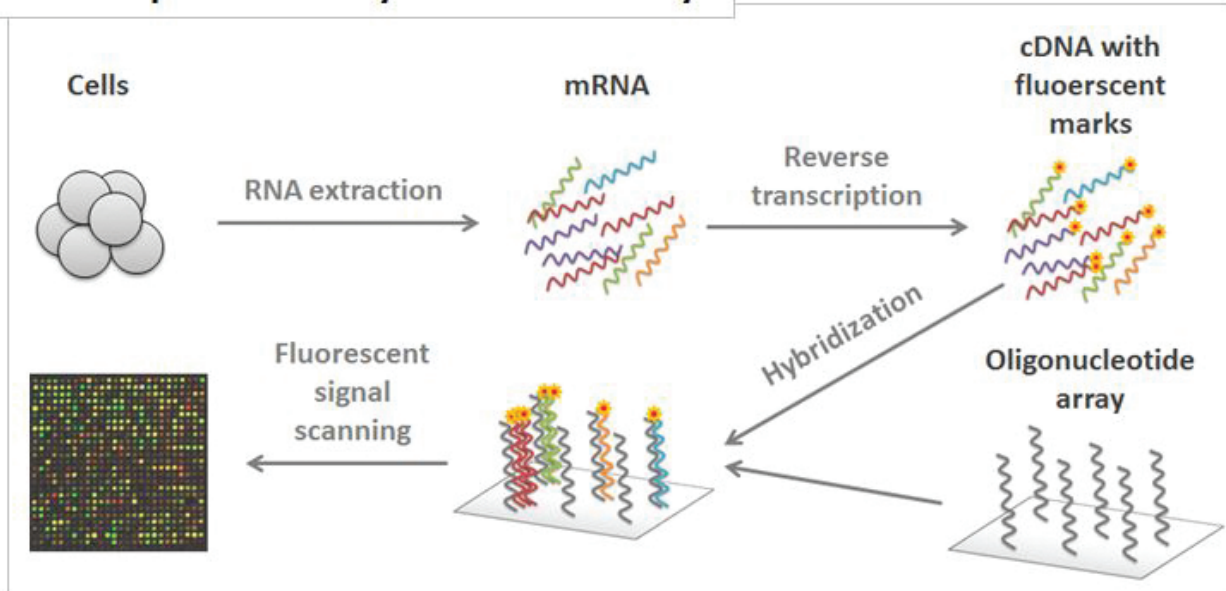 Cells
mRNA
cDNA with
fluoerscent
marks
RNA extraction
Reverse
transcription
Hybridization
Fluorescent
signal
scanning
Oligonucleotide
array